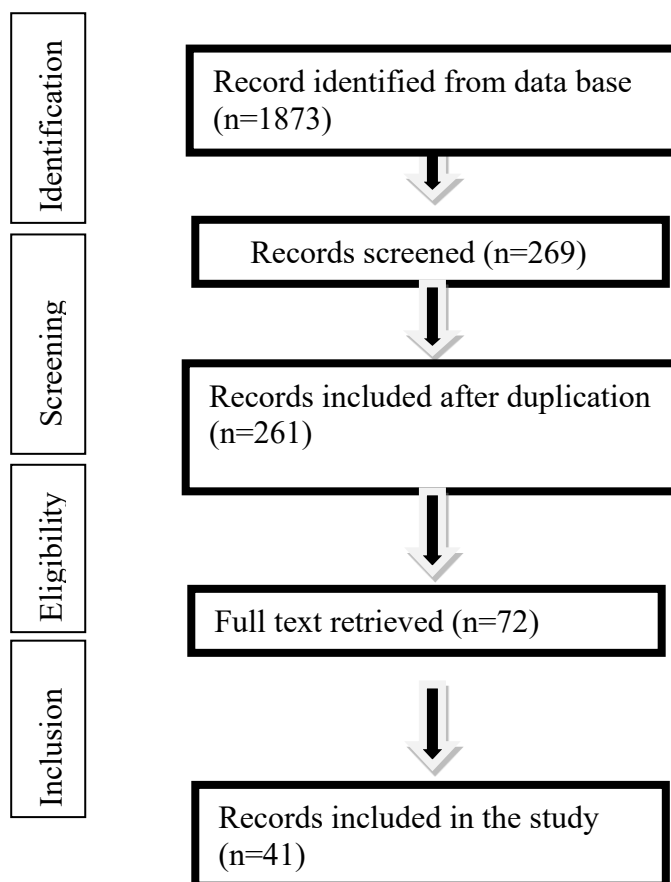 Identification
Record identified from data base
(n=1873)
Screening
Records screened (n=269)
Records included after duplication
(n=261)
Eligibility
Full text retrieved (n=72)
Inclusion
Records included in the study
(n=41)